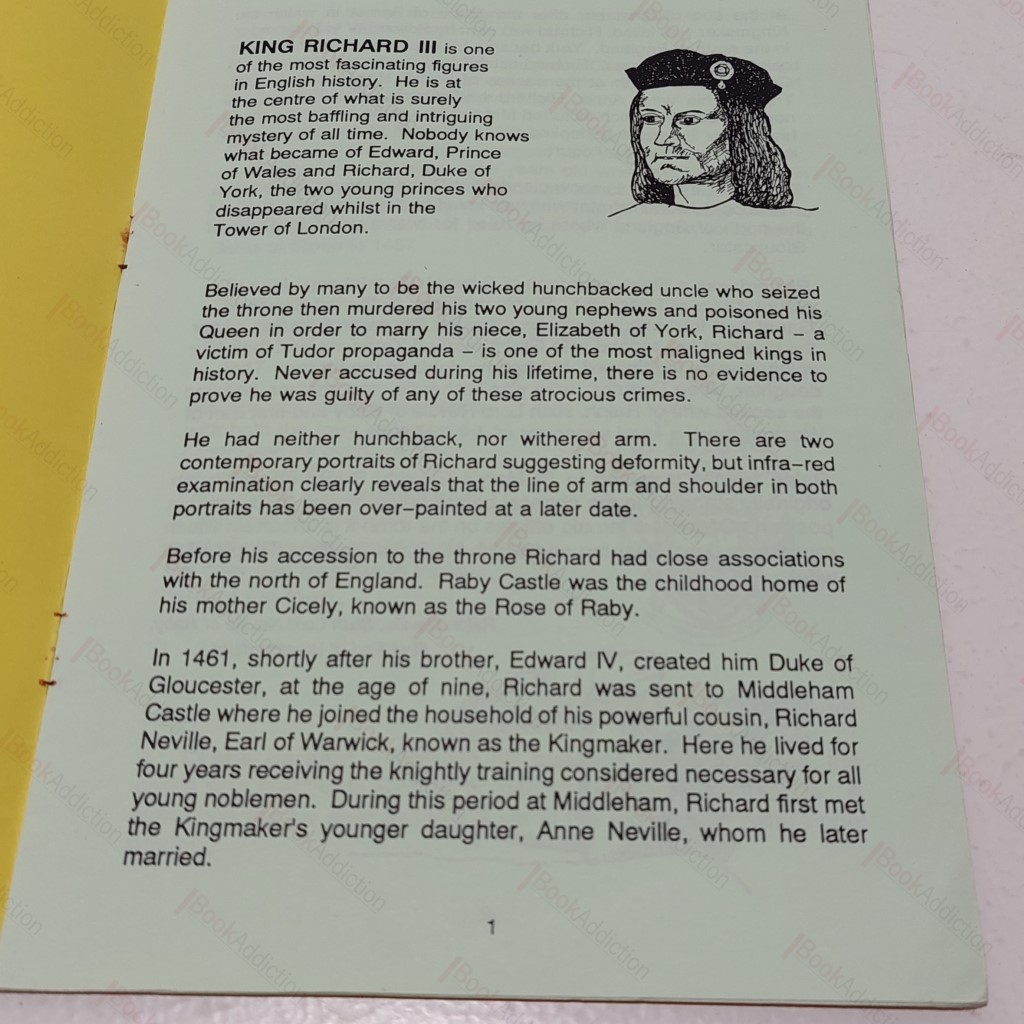 KING RICHARD III is one
of the most fascinating figures
in English history. He is at
the centre of what is surely
the most baffling and intriguing
mystery of all time. Nobody knows
what became of Edward, Prince
of Wales and Richard, Duke of
York, the two young princes who
disappeared whilst in the
Tower of London.
Believed by many to be the wicked hunchbacked uncle who seized
the throne then murdered his two young nephews and poisoned his
Queen in order to marry his niece, Elizabeth of York, Richard – a
victim of Tudor propaganda – is one of the most maligned kings in
history. Never accused during his lifetime, there is no evidence to
prove he was guilty of any of these atrocious crimes.
He had neither hunchback, nor withered arm. There are two
contemporary portraits of Richard suggesting deformity, but infra–red
examination clearly reveals that the line of arm and shoulder in both
portraits has been over–painted at a later date.
Before his accession to the throne Richard had close associations
with the north of England. Raby Castle was the childhood home of
his mother Cicely, known as the Rose of Raby.
In 1461, shortly after his brother, Edward IV, created him Duke of
Gloucester, at the age of nine, Richard was sent to Middleham
Castle where he joined the household of his powerful cousin, Richard
Neville, Earl of Warwick, known as the Kingmaker. Here he lived for
four years receiving the knightly training considered necessary for all
young noblemen. During this period at Middleham, Richard first met
the Kingmaker's younger daughter, Anne Neville, whom he later
married.
1
BookAddiction